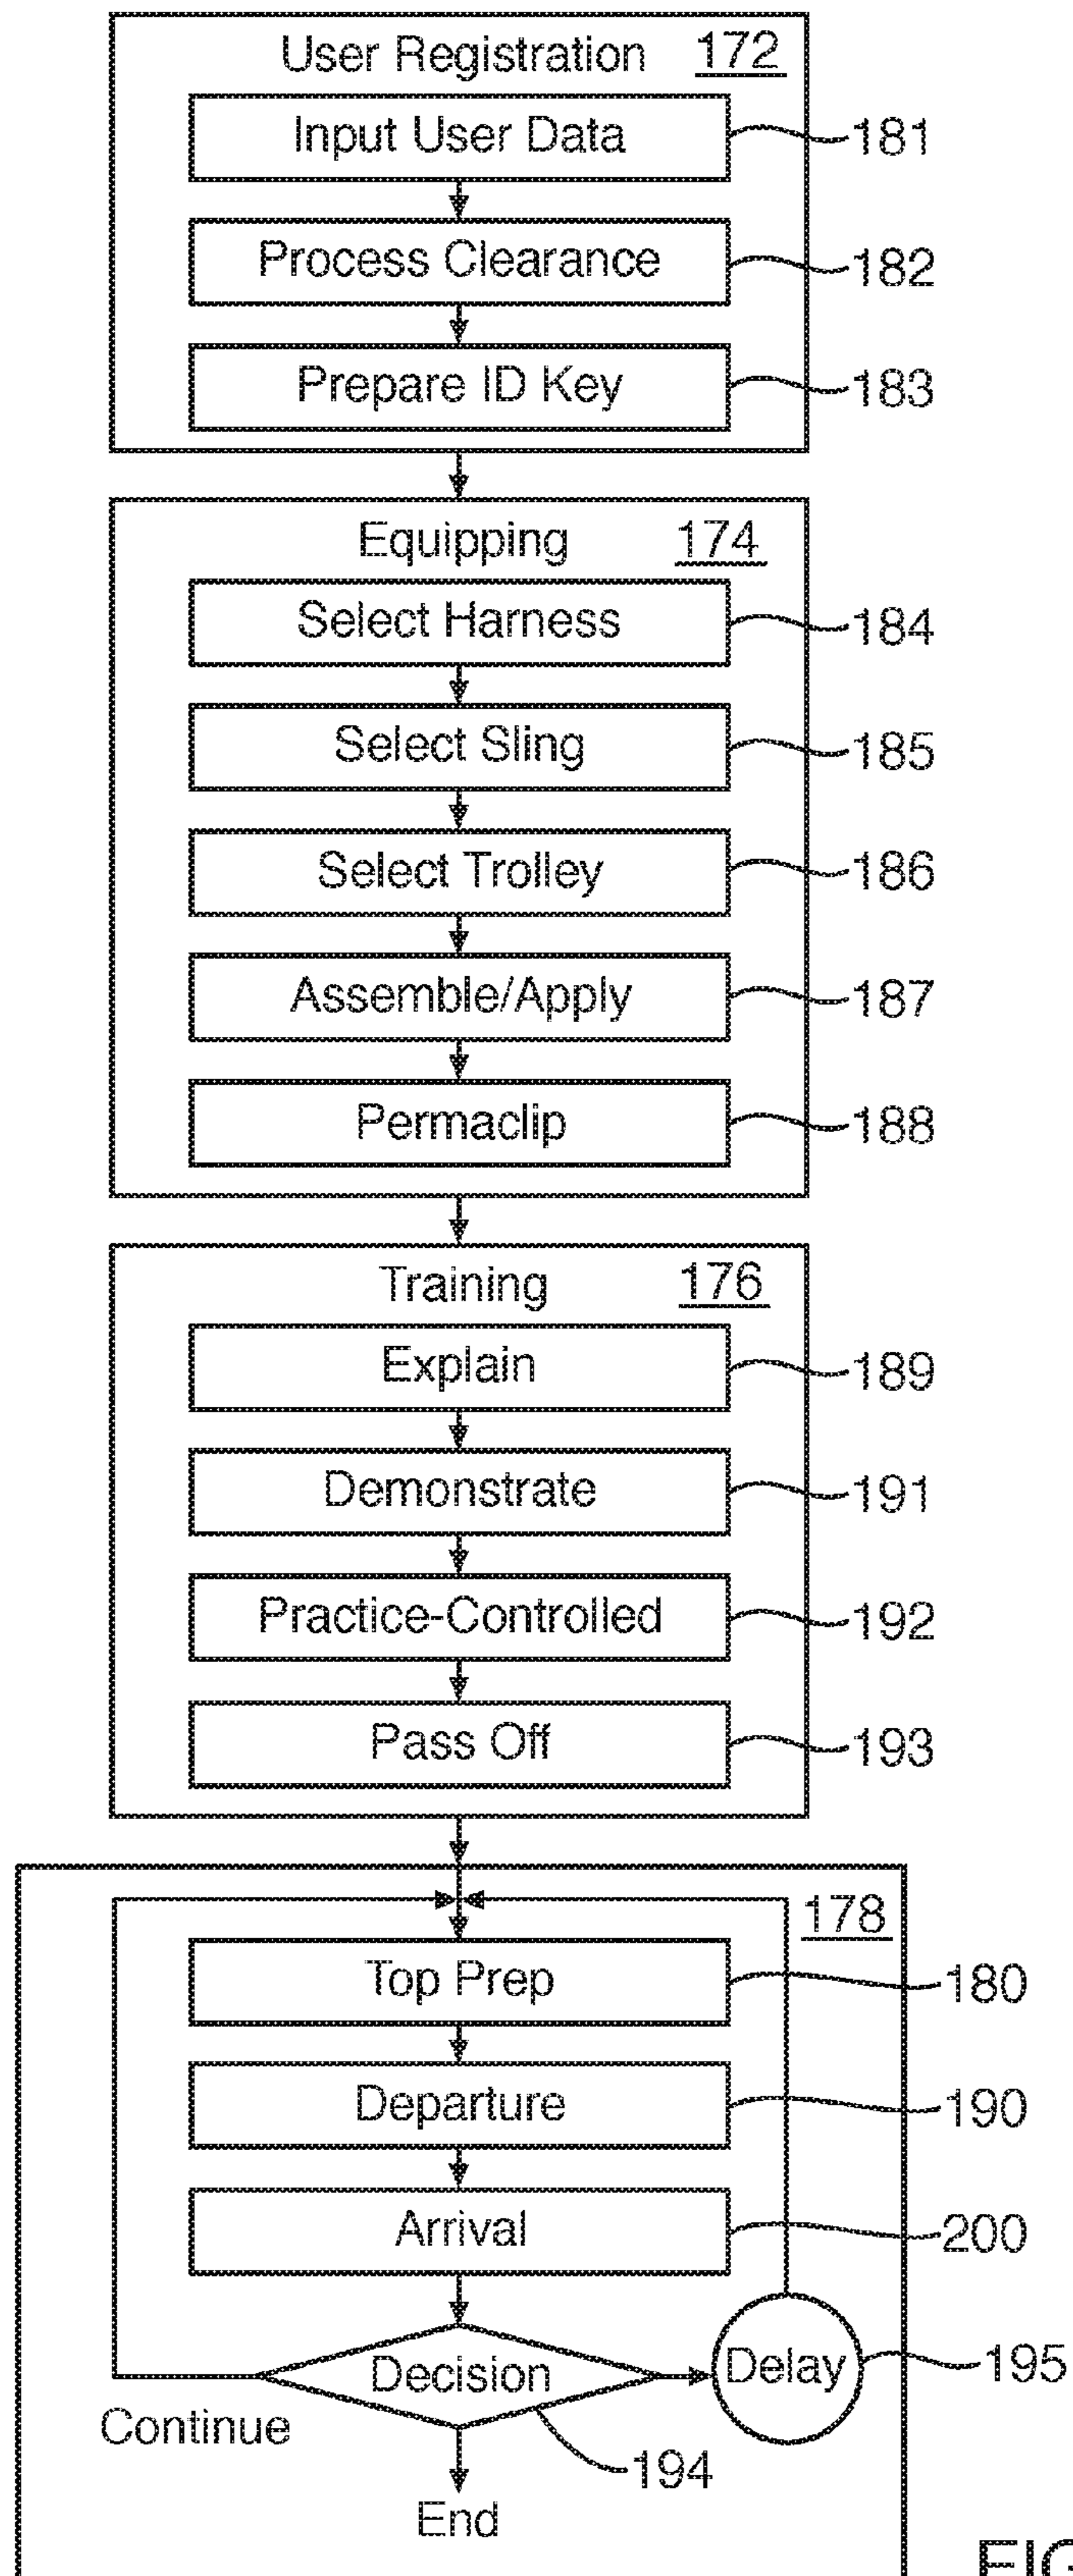 User Registration 172
Input User Data 181
Process Clearance 182
Prepare ID Key 183
Equipping 174
Select Harness 184
Select Sling 185
Select Trolley 186
Assemble/Apply 187
Permaclip 188
Training 176
Explain 189
Demonstrate 191
Practice-Controlled 192
Pass Off 193
178
Top Prep 180
Departure 190
Arrival 200
Decision Delay 195
Continue
194
End